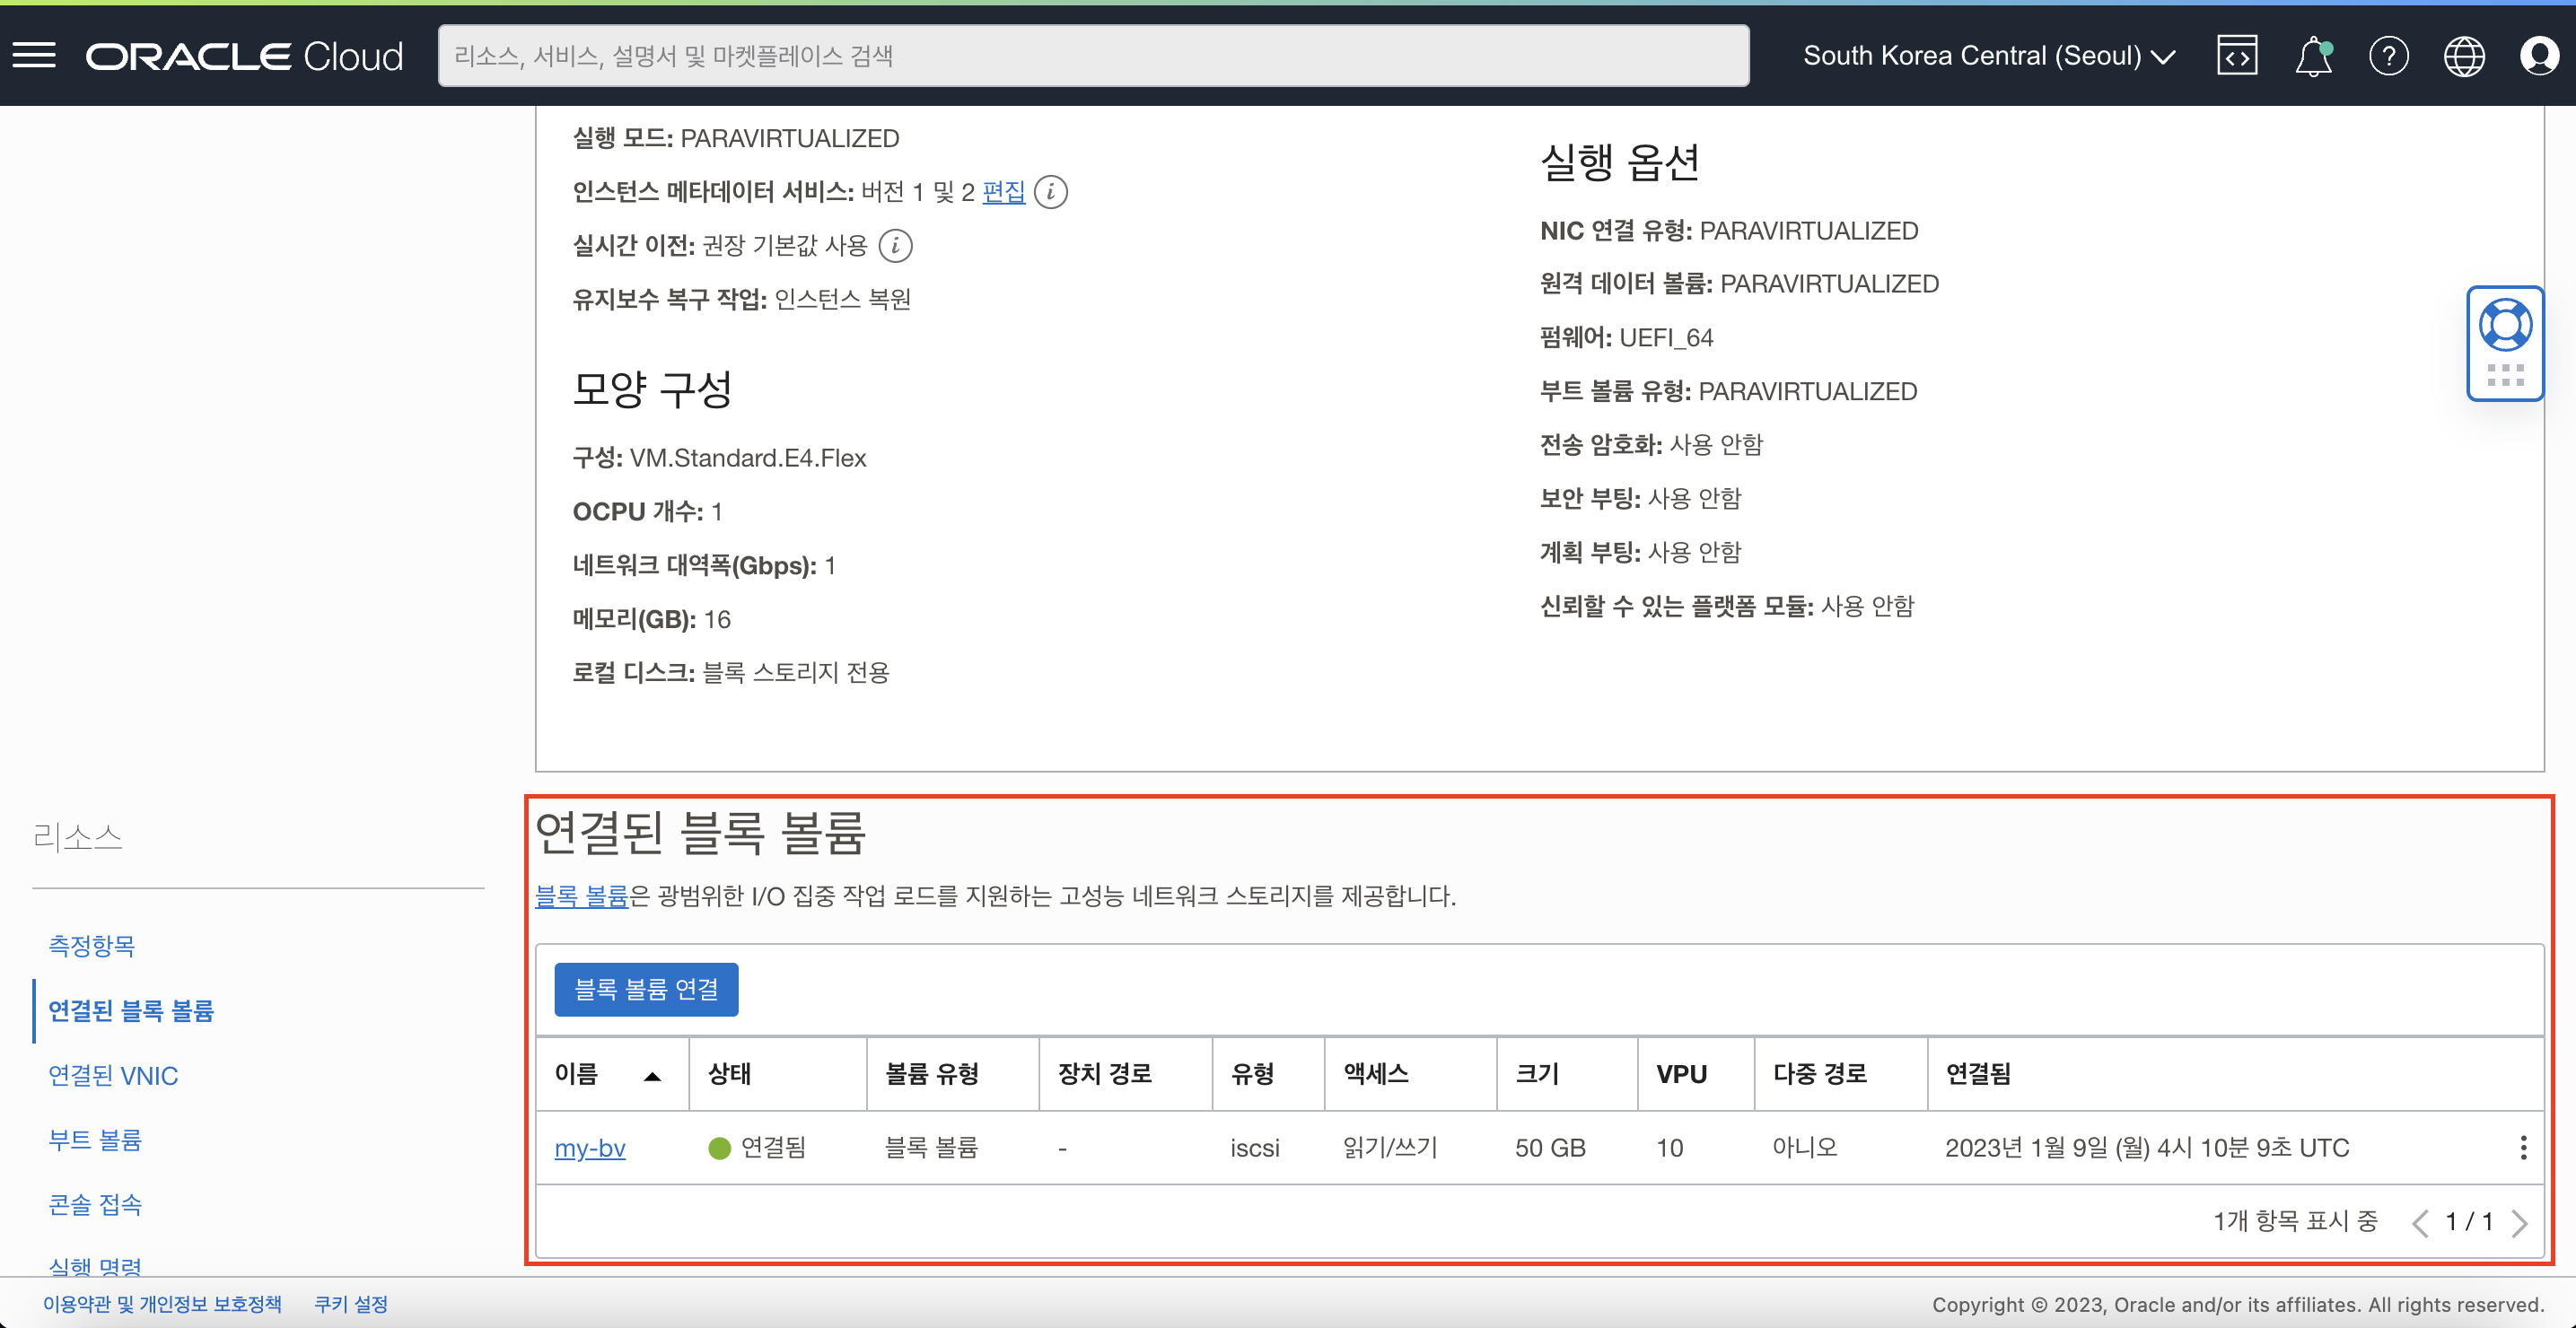 ORACLE Cloud
리소스, 서비스, 설명서 및 마켓플레이스 검색
South Korea Central (Seoul)
실행 모드: PARAVIRTUALIZED
인스턴스 메타데이터 서비스: 버전 1 및 2 편집
실시간 이전: 권장 기본값 사용
유지보수 복구 작업: 인스턴스 복원
모양 구성
구성: VM.Standard.E4.Flex
OCPU 개수: 1
네트워크 대역폭(Gbps): 1
메모리(GB): 16
로컬 디스크: 블록 스토리지 전용
실행 옵션
NIC 연결 유형: PARAVIRTUALIZED
원격 데이터 볼륨: PARAVIRTUALIZED
펌웨어: UEFI_64
부트 볼륨 유형: PARAVIRTUALIZED
전송 암호화: 사용 안함
보안 부팅: 사용 안함
계획 부팅: 사용 안함
신뢰할 수 있는 플랫폼 모듈: 사용 안함
리소스
측정항목
연결된 블록 볼륨
연결된 VNIC
부트 볼륨
콘솔 접속
실행 명령
연결된 블록 볼륨
블록 볼륨은 광범위한 I/O 집중 작업 로드를 지원하는 고성능 네트워크 스토리지를 제공합니다.
블록 볼륨 연결
이름 상태 볼륨 유형 장치 경로 유형 액세스 크기 VPU 다중 경로 연결됨
my-bv 연결됨 블록 볼륨 - iscsi 읽기/쓰기 50 GB 10 아니오 2023년 1월 9일 (월) 4시 10분 9초 UTC
1개 항목 표시 중 1 / 1
이용약관 및 개인정보 보호정책 쿠키 설정
Copyright © 2023, Oracle and/or its affiliates. All rights reserved.